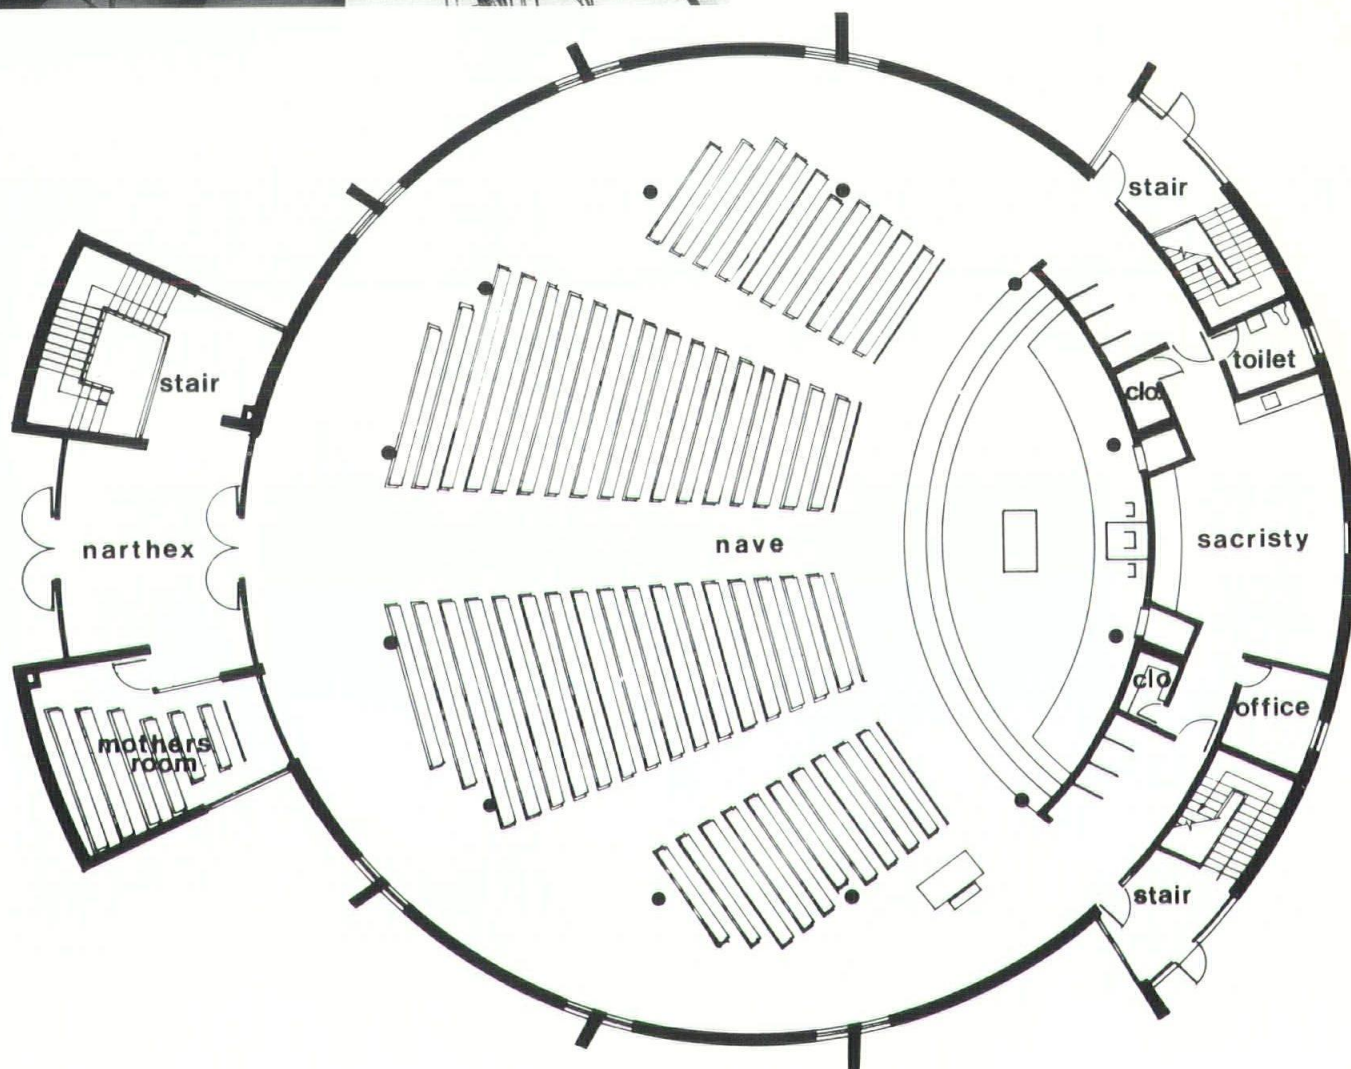 stair
toilet
clo
stair
narthex
nave
sacristy
clo
office
mothers
room
stair